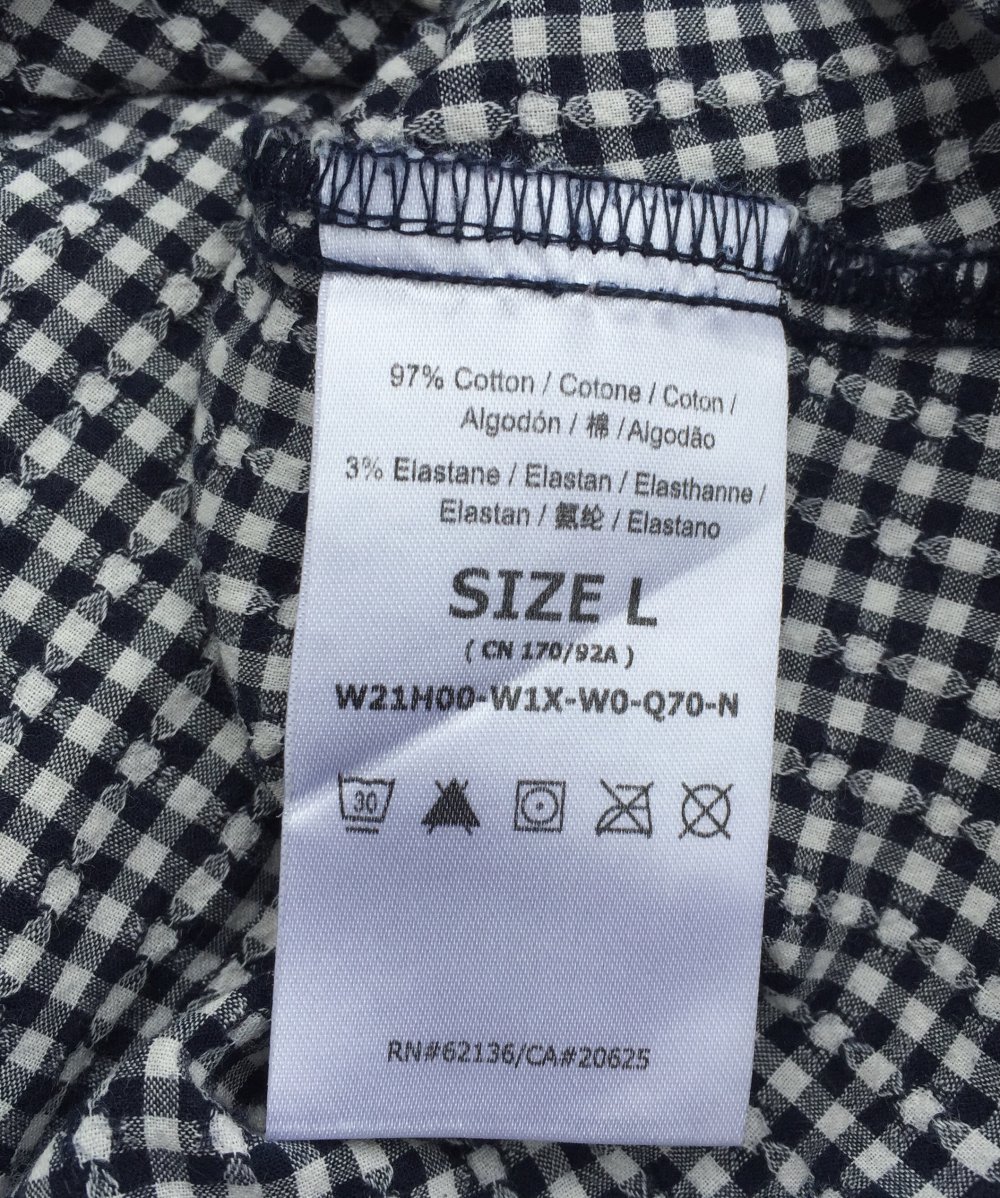 97% Cotton / Cotone / Coton /
Algodón / 棉 / Algodão
3% Elastane / Elastan / Elasthanne /
Elastan / 氨纶 / Elastano
SIZE L
( CN 170/92A )
W21H00-W1X-W0-Q70-N
30
RN#62136/CA#20625